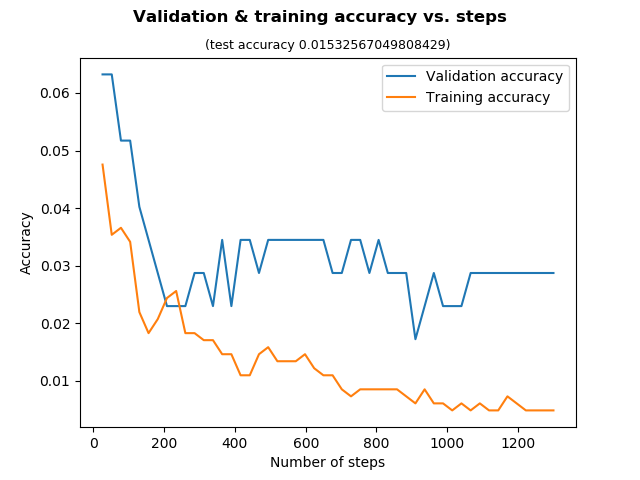 Validation & training accuracy vs. steps
(test accuracy 0.01532567049808429)
Validation accuracy
Training accuracy
0.06
0.05
0.04
0.03
0.02
0.01
Accuracy
0
200
400
600
800
1000
1200
Number of steps